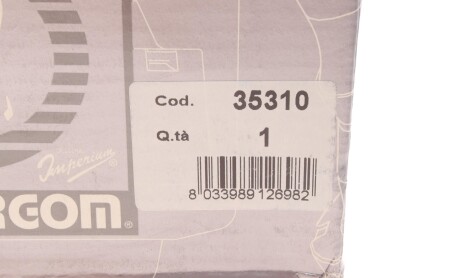 Cod. 35310
Q.tà 1
Imperium
RGOM®
8 033989 126982